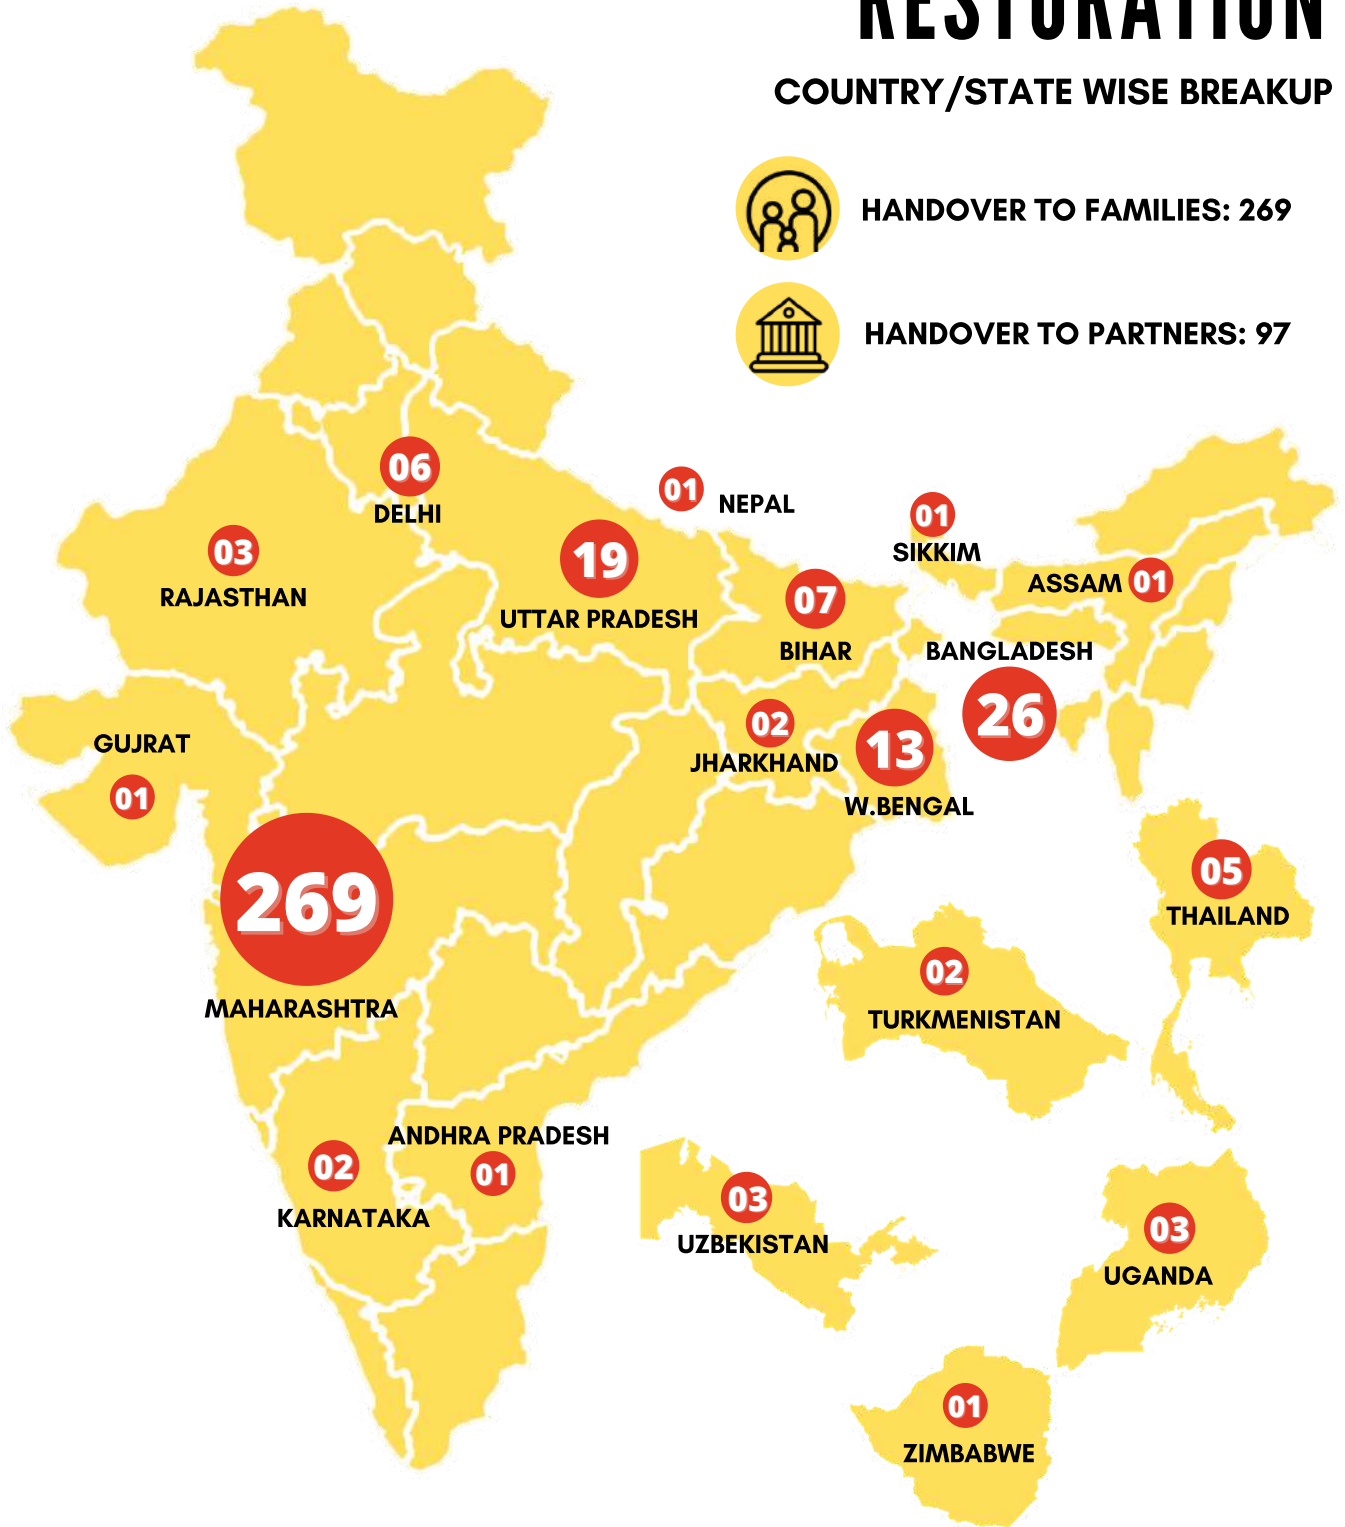 RESTORATION
COUNTRY/STATE WISE BREAKUP
HANDOVER TO FAMILIES: 269
HANDOVER TO PARTNERS: 97
06
DELHI
01
NEPAL
01
SIKKIM
03
RAJASTHAN
19
UTTAR PRADESH
07
BIHAR
ASSAM 01
BANGLADESH
26
GUJRAT
01
02
JHARKHAND
13
W.BENGAL
269
MAHARASHTRA
05
THAILAND
02
TURKMENISTAN
ANDHRA PRADESH
01
02
KARNATAKA
03
UZBEKISTAN
03
UGANDA
01
ZIMBABWE